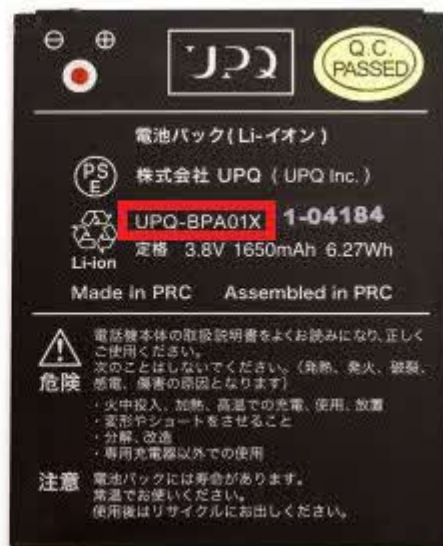 ⊖ ⊕
UPQ
Q.C.
PASSED
電池パック(Li-イオン)
PS
E
株式会社 UPQ ( UPQ Inc. )
UPQ-BPA01X 1-04184
Li-ion
定格 3.8V 1650mAh 6.27Wh
Made in PRC Assembled in PRC
危険
電話機本体の取扱説明書をよくお読みになり、正しく
ご使用ください。
次のことはしないでください。(発熱、発火、破裂、
感電、傷害の原因となります)
・火中投入、加熱、高温での充電、使用、放置
・変形やショートをさせること
・分解、改造
・専用充電器以外での使用
注意
電池パックには寿命があります。
常温でお使いください。
使用後はリサイクルにお出しください。